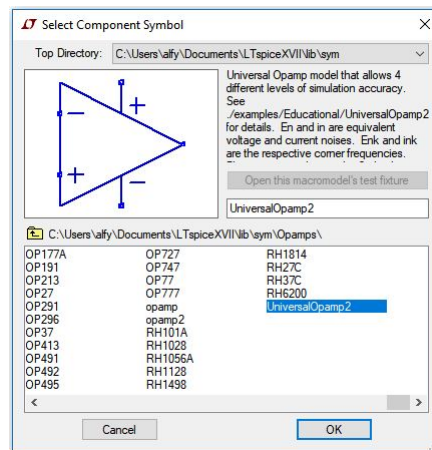 Select Component Symbol
Top Directory: C:\Users\alfy\Documents\LTspiceXVII\lib\sym
Universal Opamp model that allows 4
different levels of simulation accuracy.
See
./examples/Educational/UniversalOpamp2
for details. En and in are equivalent
voltage and current noises. Enk and ink
are the respective corner frequencies.
Open this macromodel's test fixture
UniversalOpamp2
C:\Users\alfy\Documents\LTspiceXVII\lib\sym\Opamps\
OP177A OP727 RH1814
OP191 OP747 RH27C
OP213 OP77 RH37C
OP27 OP777 RH6200
OP291 opamp UniversalOpamp2
OP296 opamp2
OP37 RH101A
OP413 RH1028
OP491 RH1056A
OP492 RH1128
OP495 RH1498
Cancel OK